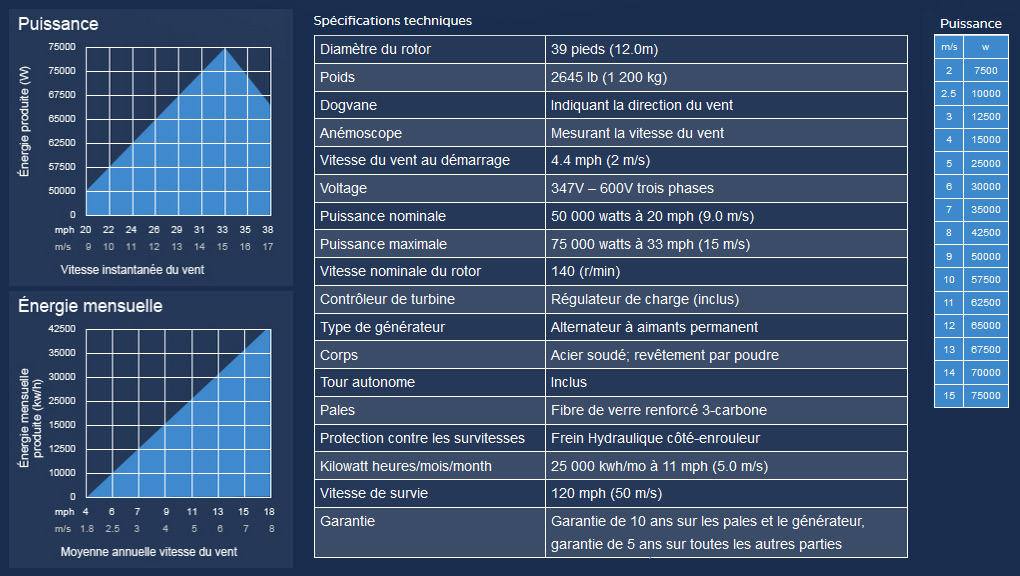 Puissance
Énergie produite (W)
75000
75000
67500
65000
62500
57500
50000
0
mph 20 22 24 26 29 31 33 35 38
m/s 9 10 11 12 13 14 15 16 17
Vitesse instantanée du vent
Énergie mensuelle
Énergie mensuelle
produite (kw/h)
42500
35000
30000
25000
15000
12500
10000
0
mph 4 6 7 9 11 13 15 18
m/s 1.8 2.5 3 4 5 6 7 8
Moyenne annuelle vitesse du vent
Spécifications techniques
Diamètre du rotor 39 pieds (12.0m)
Poids 2645 lb (1 200 kg)
Dogvane Indiquant la direction du vent
Anémoscope Mesurant la vitesse du vent
Vitesse du vent au démarrage 4.4 mph (2 m/s)
Voltage 347V – 600V trois phases
Puissance nominale 50 000 watts à 20 mph (9.0 m/s)
Puissance maximale 75 000 watts à 33 mph (15 m/s)
Vitesse nominale du rotor 140 (r/min)
Contrôleur de turbine Régulateur de charge (inclus)
Type de générateur Alternateur à aimants permanent
Corps Acier soudé; revêtement par poudre
Tour autonome Inclus
Pales Fibre de verre renforcé 3-carbone
Protection contre les survitesses Frein Hydraulique côté-enrouleur
Kilowatt heures/mois/month 25 000 kwh/mo à 11 mph (5.0 m/s)
Vitesse de survie 120 mph (50 m/s)
Garantie Garantie de 10 ans sur les pales et le générateur,
garantie de 5 ans sur toutes les autres parties
Puissance
m/s w
2 7500
2.5 10000
3 12500
4 15000
5 25000
6 30000
7 35000
8 42500
9 50000
10 57500
11 62500
12 65000
13 67500
14 70000
15 75000